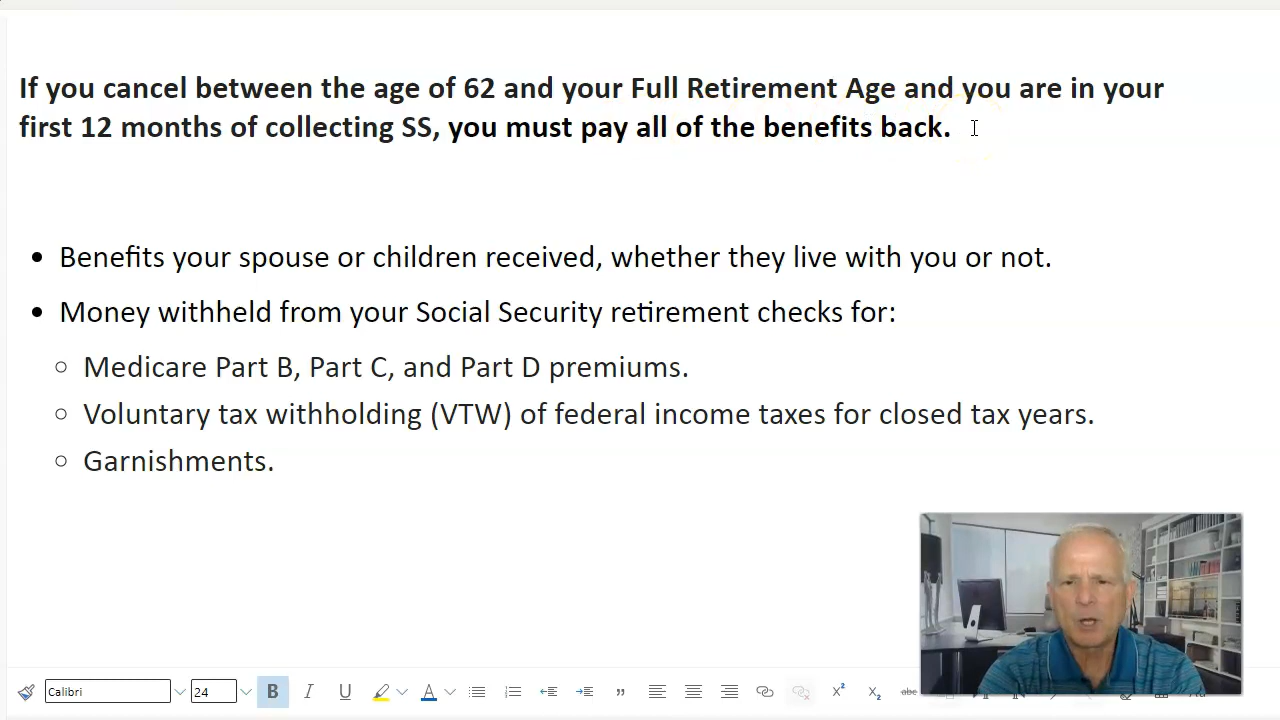 If you cancel between the age of 62 and your Full Retirement Age and you are in your
first 12 months of collecting SS, you must pay all of the benefits back.
• Benefits your spouse or children received, whether they live with you or not.
• Money withheld from your Social Security retirement checks for:
○ Medicare Part B, Part C, and Part D premiums.
○ Voluntary tax withholding (VTW) of federal income taxes for closed tax years.
○ Garnishments.
Calibri 24 B I U A " X² X₂ abc